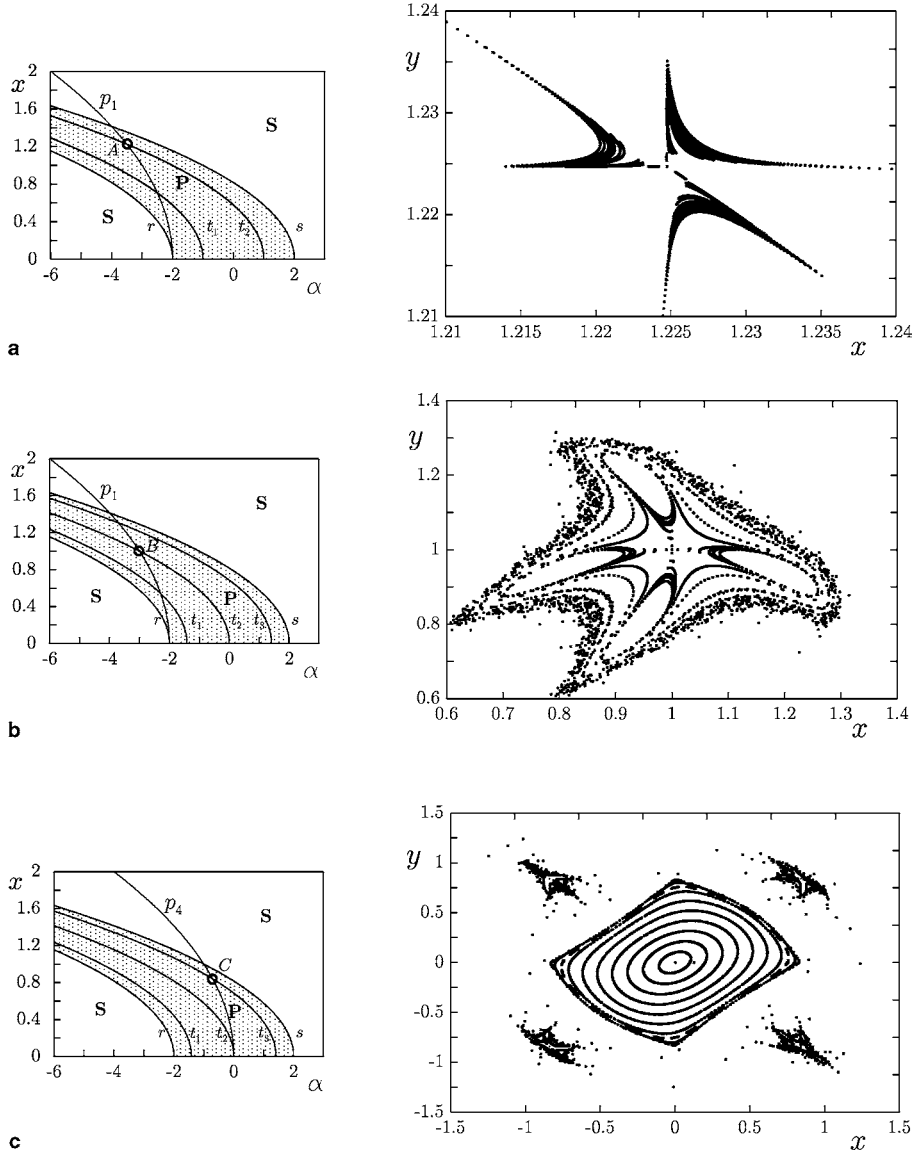 x
2
1.6
1.2
0.8
0.4
0
p1
A
S
P
S
r
t1
t2
s
-6 -4 -2 0 2
α
a
y
1.24
1.23
1.22
1.21
1.21 1.215 1.22 1.225 1.23 1.235 1.24
x
x
2
1.6
1.2
0.8
0.4
0
p1
B
S
S
P
r
t1
t2
t3
s
-6 -4 -2 0 2
α
b
y
1.4
1.2
1
0.8
0.6
0.6 0.7 0.8 0.9 1 1.1 1.2 1.3 1.4
x
x
2
1.6
1.2
0.8
0.4
0
p4
C
S
S
P
r
t1
t2
t3
s
-6 -4 -2 0 2
α
c
y
1.5
1
0.5
0
-0.5
-1
-1.5
-1.5 -1 -0.5 0 0.5 1 1.5
x